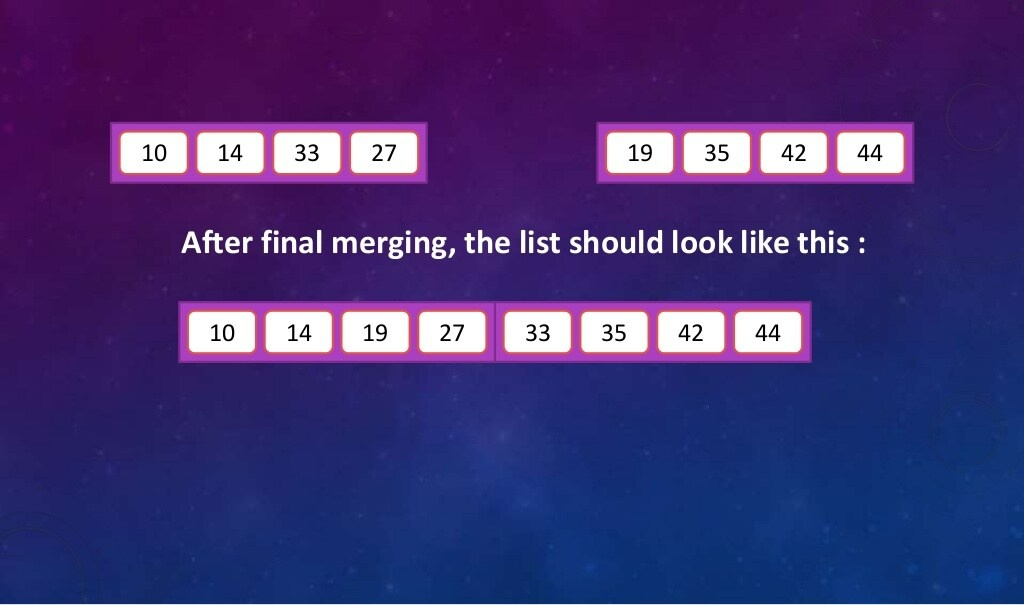 10 14 33 27 19 35 42 44
After final merging, the list should look like this :
10 14 19 27 33 35 42 44